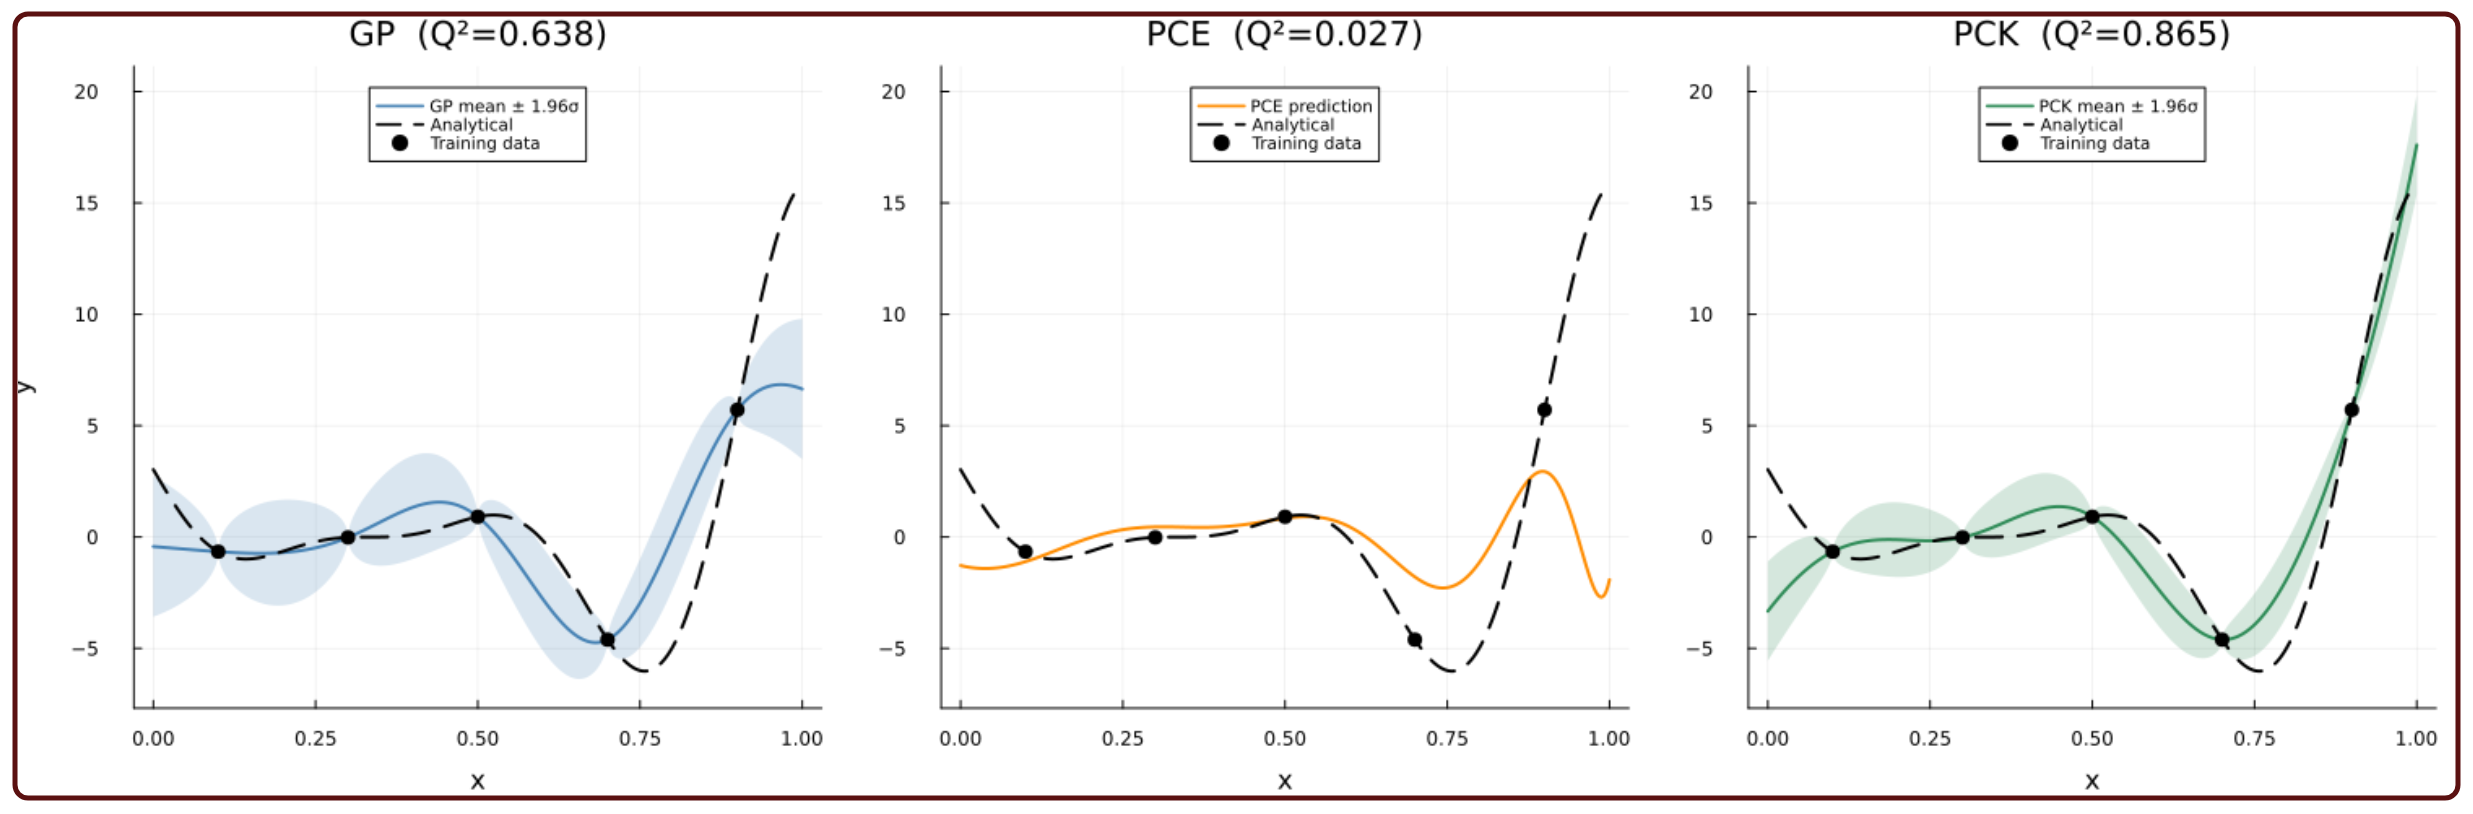 GP (Q²=0.638)
20
15
10
5
0
−5
y
GP mean ± 1.96σ
Analytical
Training data
0.00 0.25 0.50 0.75 1.00
x
PCE (Q²=0.027)
20
15
10
5
0
−5
PCE prediction
Analytical
Training data
0.00 0.25 0.50 0.75 1.00
x
PCK (Q²=0.865)
20
15
10
5
0
−5
PCK mean ± 1.96σ
Analytical
Training data
0.00 0.25 0.50 0.75 1.00
x